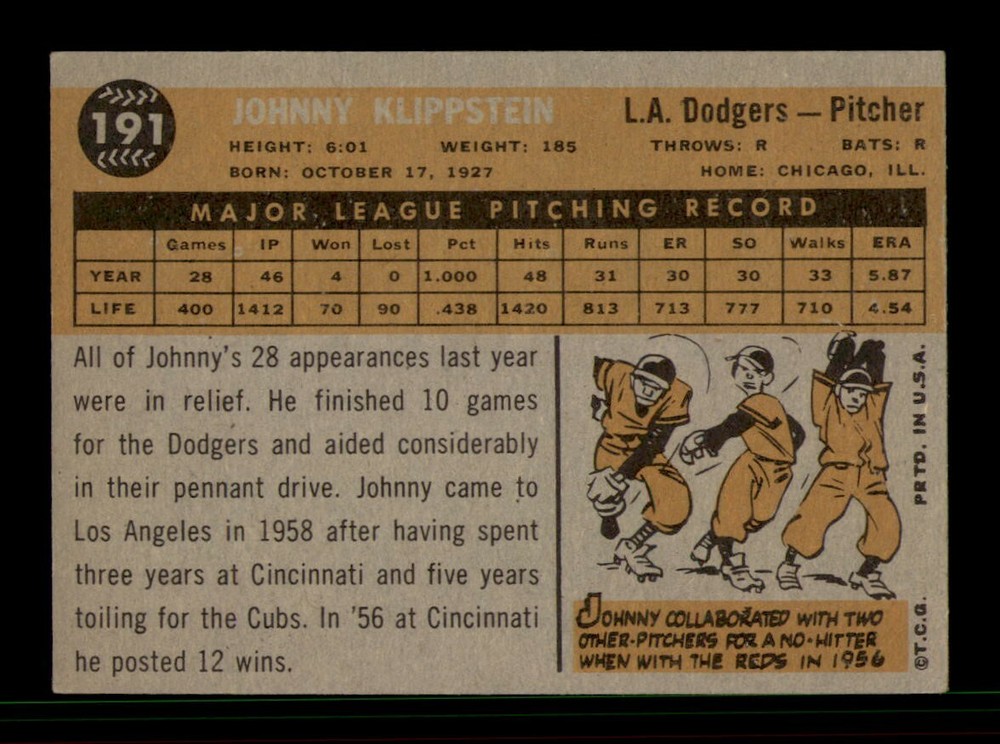 191
JOHNNY KLIPPSTEIN
L.A. Dodgers — Pitcher
HEIGHT: 6:01 WEIGHT: 185 THROWS: R BATS: R
BORN: OCTOBER 17, 1927 HOME: CHICAGO, ILL.
MAJOR LEAGUE PITCHING RECORD
Games IP Won Lost Pct Hits Runs ER SO Walks ERA
YEAR 28 46 4 0 1.000 48 31 30 30 33 5.87
LIFE 400 1412 70 90 .438 1420 813 713 777 710 4.54
All of Johnny's 28 appearances last year
were in relief. He finished 10 games
for the Dodgers and aided considerably
in their pennant drive. Johnny came to
Los Angeles in 1958 after having spent
three years at Cincinnati and five years
toiling for the Cubs. In '56 at Cincinnati
he posted 12 wins.
JOHNNY COLLABORATED WITH TWO
OTHER PITCHERS FOR A NO-HITTER
WHEN WITH THE REDS IN 1956
©T.C.G. PRTD. IN U.S.A.